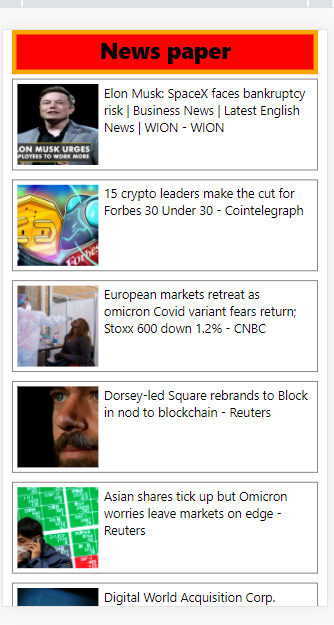 News paper
Elon Musk: SpaceX faces bankruptcy
risk | Business News | Latest English
News | WION - WION
LON MUSK URGES
PLOYEES TO WORK MORE
15 crypto leaders make the cut for
Forbes 30 Under 30 - Cointelegraph
Forbes
European markets retreat as
omicron Covid variant fears return;
Stoxx 600 down 1.2% - CNBC
Dorsey-led Square rebrands to Block
in nod to blockchain - Reuters
Asian shares tick up but Omicron
worries leave markets on edge -
Reuters
Digital World Acquisition Corp.